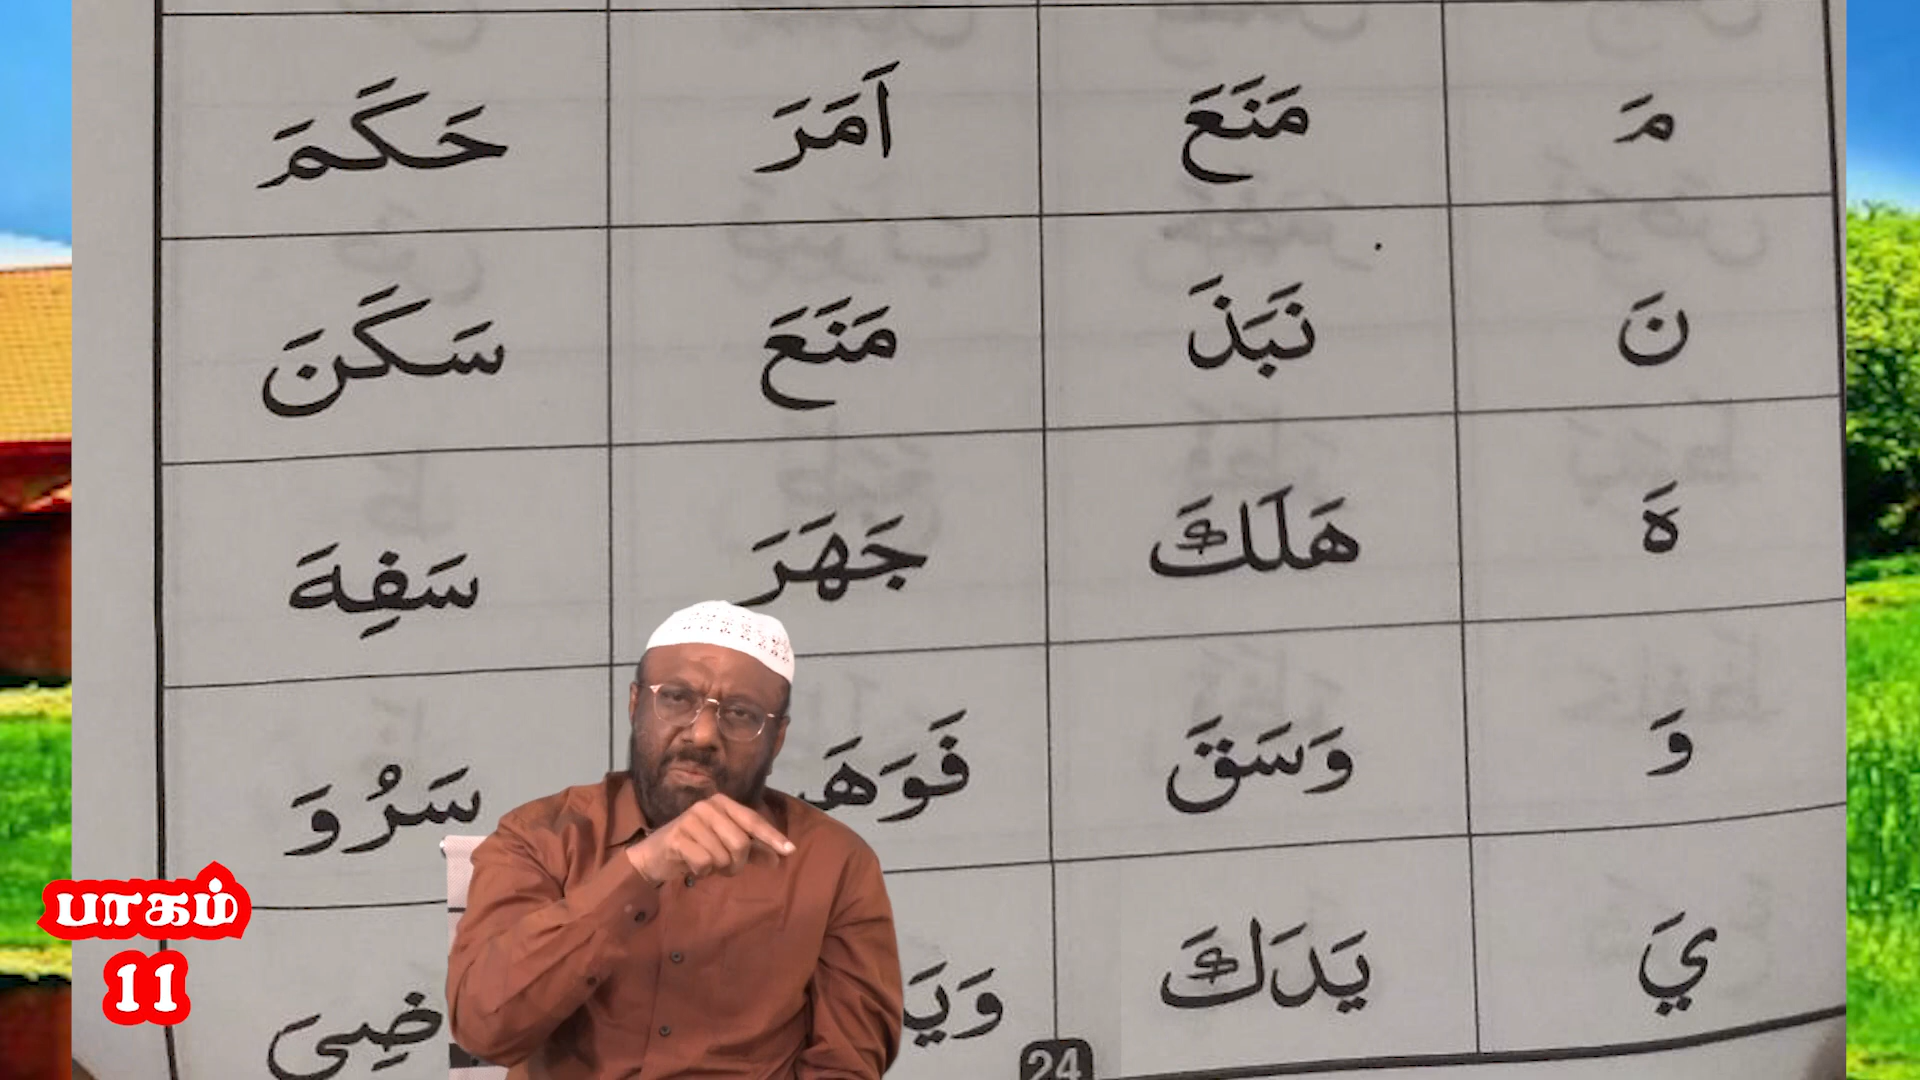 مَ مَنَعَ اَمَرَ حَكَمَ
نَ نَبَذَ مَنَعَ سَكَنَ
هَ هَلَكَ جَهَرَ سَفِهَ
وَ وَسَقَ سَرُوَ
يَ يَدَكَ
24
பாகம்
11